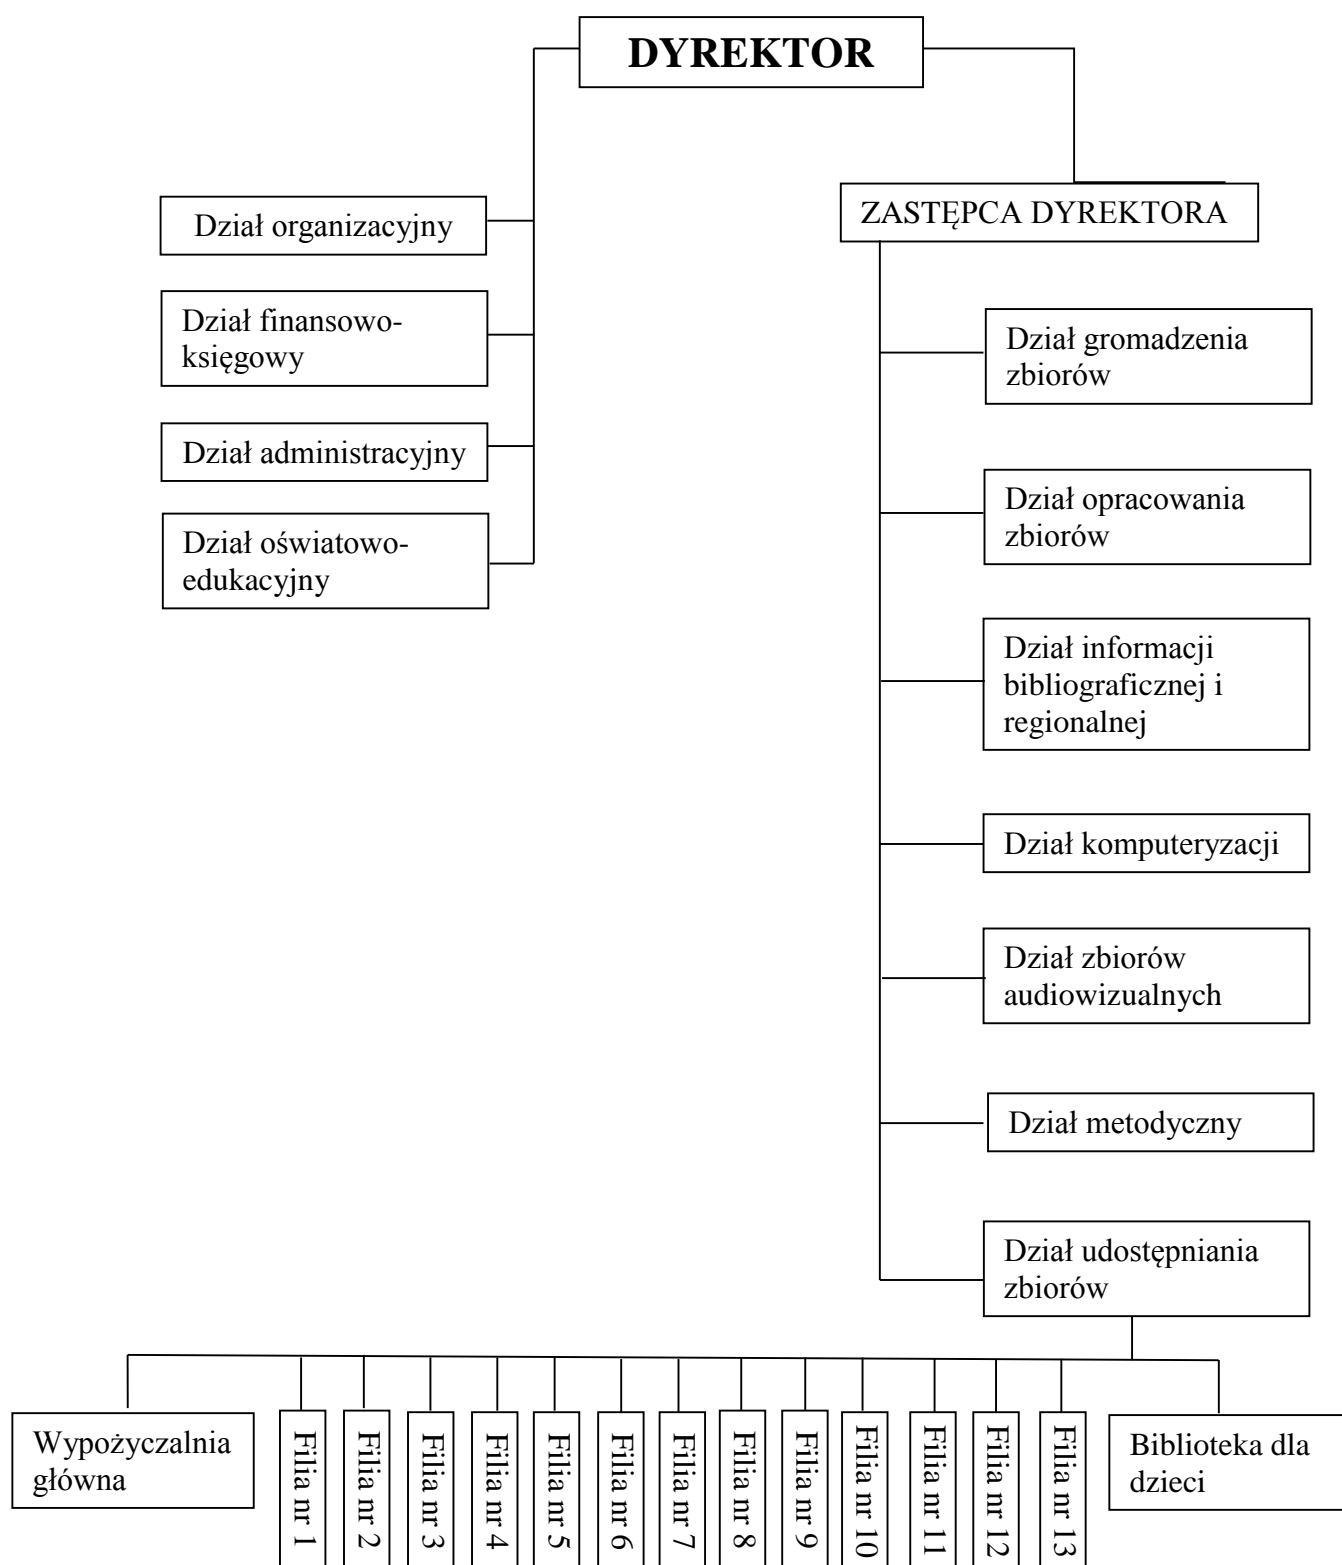 DYREKTOR
Dział organizacyjny
Dział finansowo-
księgowy
Dział administracyjny
Dział oświatowo-
edukacyjny
ZASTĘPCA DYREKTORA
Dział gromadzenia
zbiorów
Dział opracowania
zbiorów
Dział informacji
bibliograficznej i
regionalnej
Dział komputeryzacji
Dział zbiorów
audiowizualnych
Dział metodyczny
Dział udostępniania
zbiorów
Wypożyczalnia
główna
Filia nr 1
Filia nr 2
Filia nr 3
Filia nr 4
Filia nr 5
Filia nr 6
Filia nr 7
Filia nr 8
Filia nr 9
Filia nr 10
Filia nr 11
Filia nr 12
Filia nr 13
Biblioteka dla
dzieci